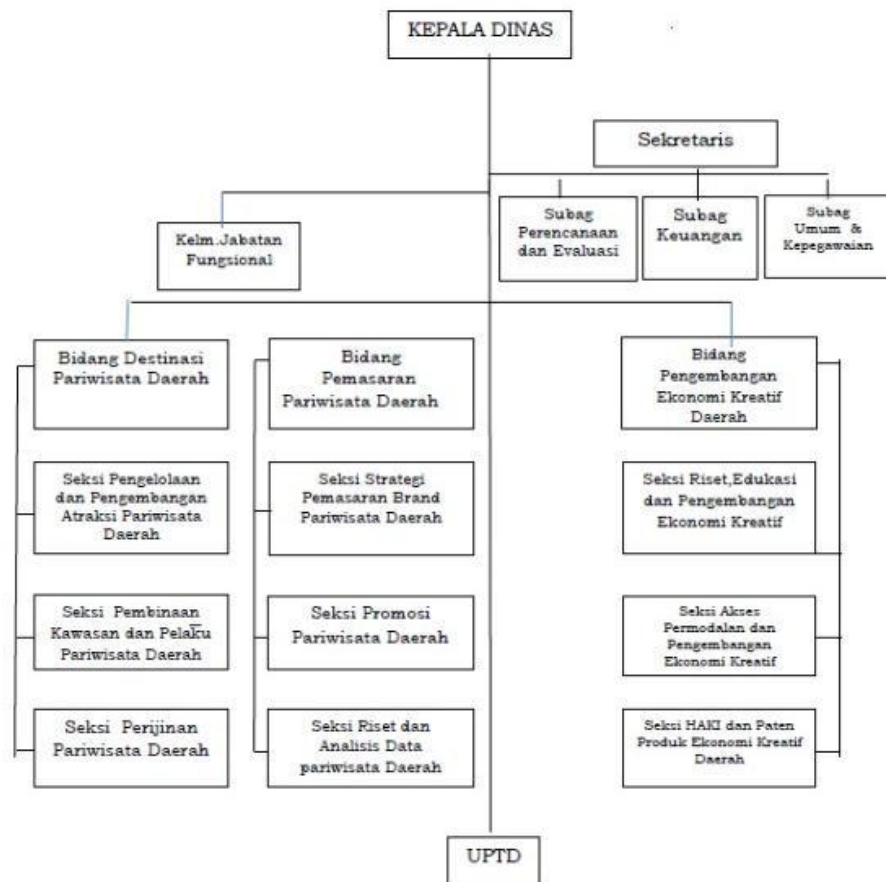 KEPALA DINAS
Sekretaris
Subag
Perencanaan
dan Evaluasi
Subag
Keuangan
Subag
Umum &
Kepegawaian
Kelm.Jabatan
Fungsional
Bidang Destinasi
Pariwisata Daerah
Bidang
Pemasaran
Pariwisata Daerah
Bidang
Pengembangan
Ekonomi Kreatif
Daerah
Seksi Pengelolaan
dan Pengembangan
Atraksi Pariwisata
Daerah
Seksi Strategi
Pemasaran Brand
Pariwisata Daerah
Seksi Riset,Edukasi
dan Pengembangan
Ekonomi Kreatif
Seksi Pembinaan
Kawasan dan Pelaku
Pariwisata Daerah
Seksi Promosi
Pariwisata Daerah
Seksi Akses
Permodalan dan
Pengembangan
Ekonomi Kreatif
Seksi Perijinan
Pariwisata Daerah
Seksi Riset dan
Analisis Data
pariwisata Daerah
Seksi HAKI dan Paten
Produk Ekonomi Kreatif
Daerah
UPTD